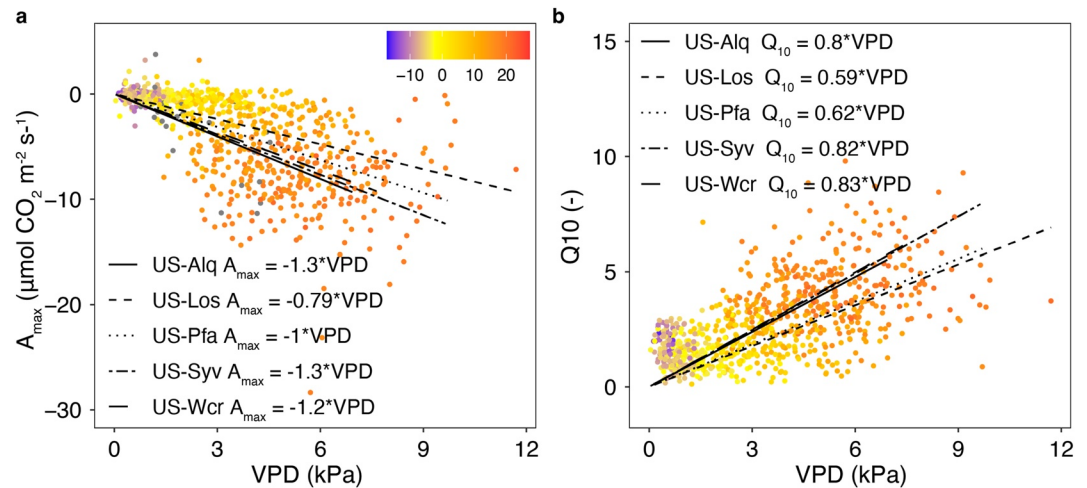 a
0
−10
−20
−30
Amax (µmol CO2 m-2 s-1)
−10 0 10 20
US-Alq Amax = -1.3*VPD
US-Los Amax = -0.79*VPD
US-Pfa Amax = -1*VPD
US-Syv Amax = -1.3*VPD
US-Wcr Amax = -1.2*VPD
0 3 6 9 12
VPD (kPa)
b
15
10
5
0
Q10 (-)
US-Alq Q10 = 0.8*VPD
US-Los Q10 = 0.59*VPD
US-Pfa Q10 = 0.62*VPD
US-Syv Q10 = 0.82*VPD
US-Wcr Q10 = 0.83*VPD
0 3 6 9 12
VPD (kPa)